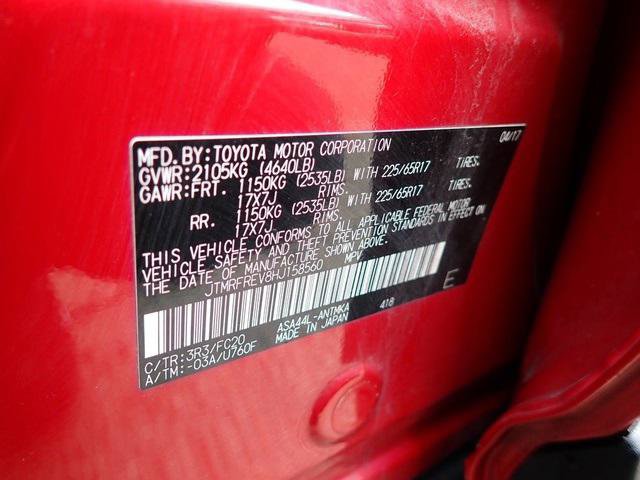 04/17
MFD.BY:TOYOTA MOTOR CORPORATION
GVWR:2105KG (4640LB)
GAWR:FRT. 1150KG (2535LB) WITH 225/65R17 TIRES.
17X7J RIMS.
RR. 1150KG (2535LB) WITH 225/65R17 TIRES.
17X7J RIMS.
THIS VEHICLE CONFORMS TO ALL APPLICABLE FEDERAL MOTOR
VEHICLE SAFETY AND THEFT PREVENTION STANDARDS IN EFFECT ON
THE DATE OF MANUFACTURE SHOWN ABOVE.
JTMRFREV8HJ158560 MPV
E
C/TR:3R3/FC20 ASA44L-ANTMKA 418
A/TM:-03A/U760F MADE IN JAPAN